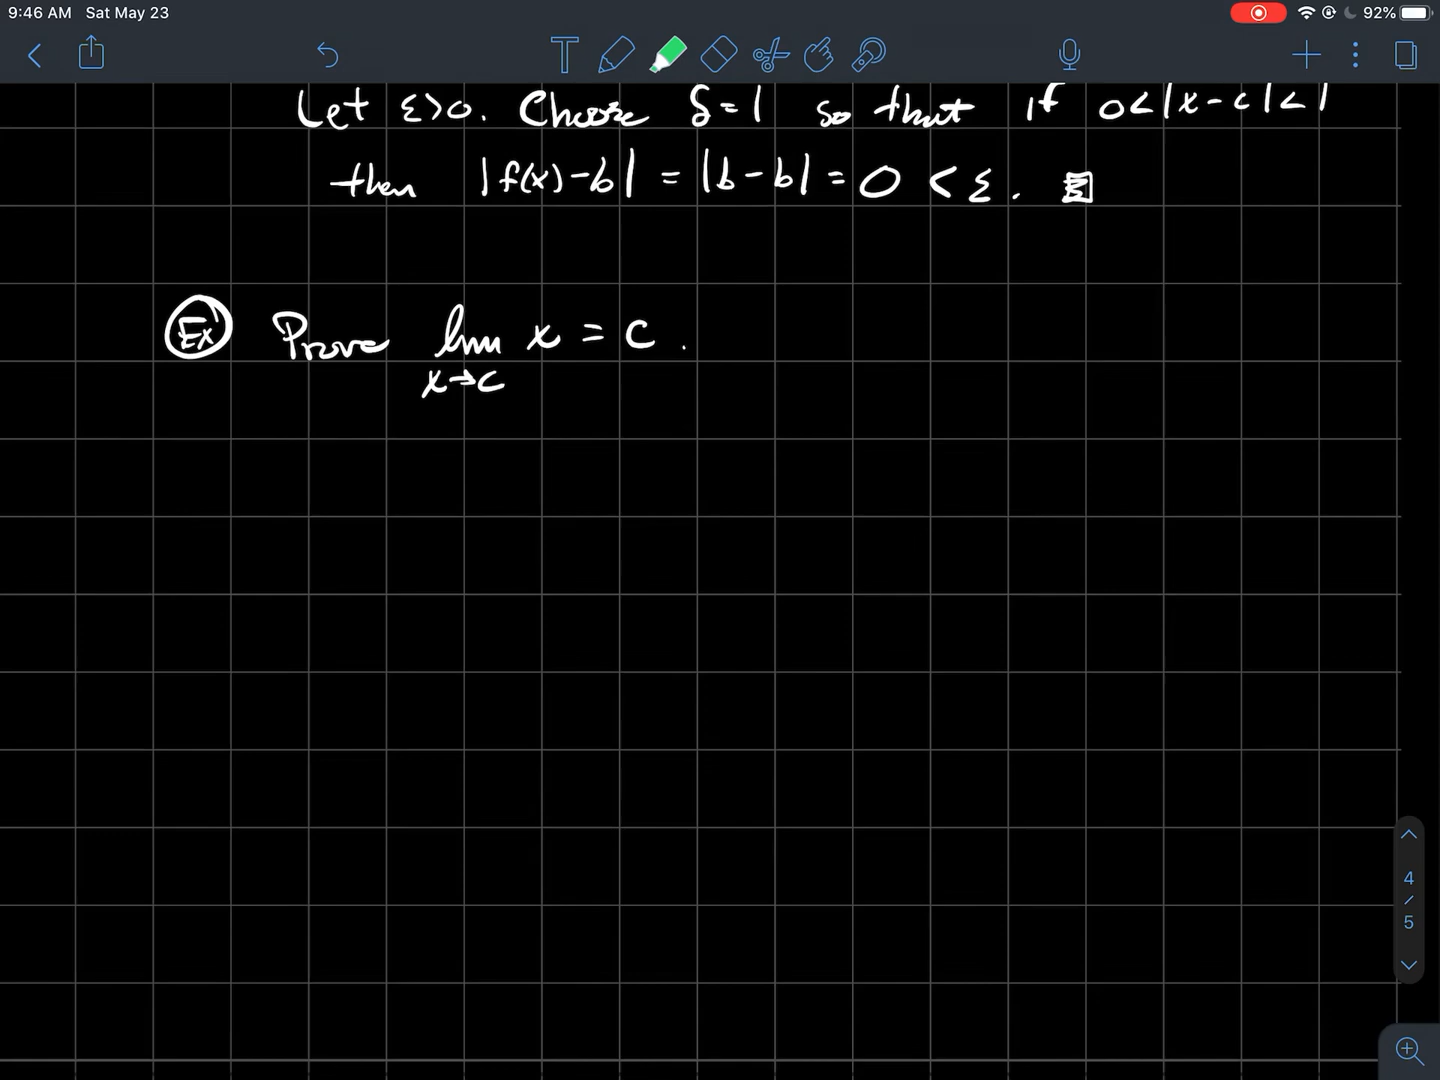 9:46 AM Sat May 23 92%
T
Let ε>0. Choose δ=1 so that if 0<|x-c|<1
then |f(x)-b| = |b-b| = 0 < ε.
Ex Prove lim x = c.
x→c
4
/
5